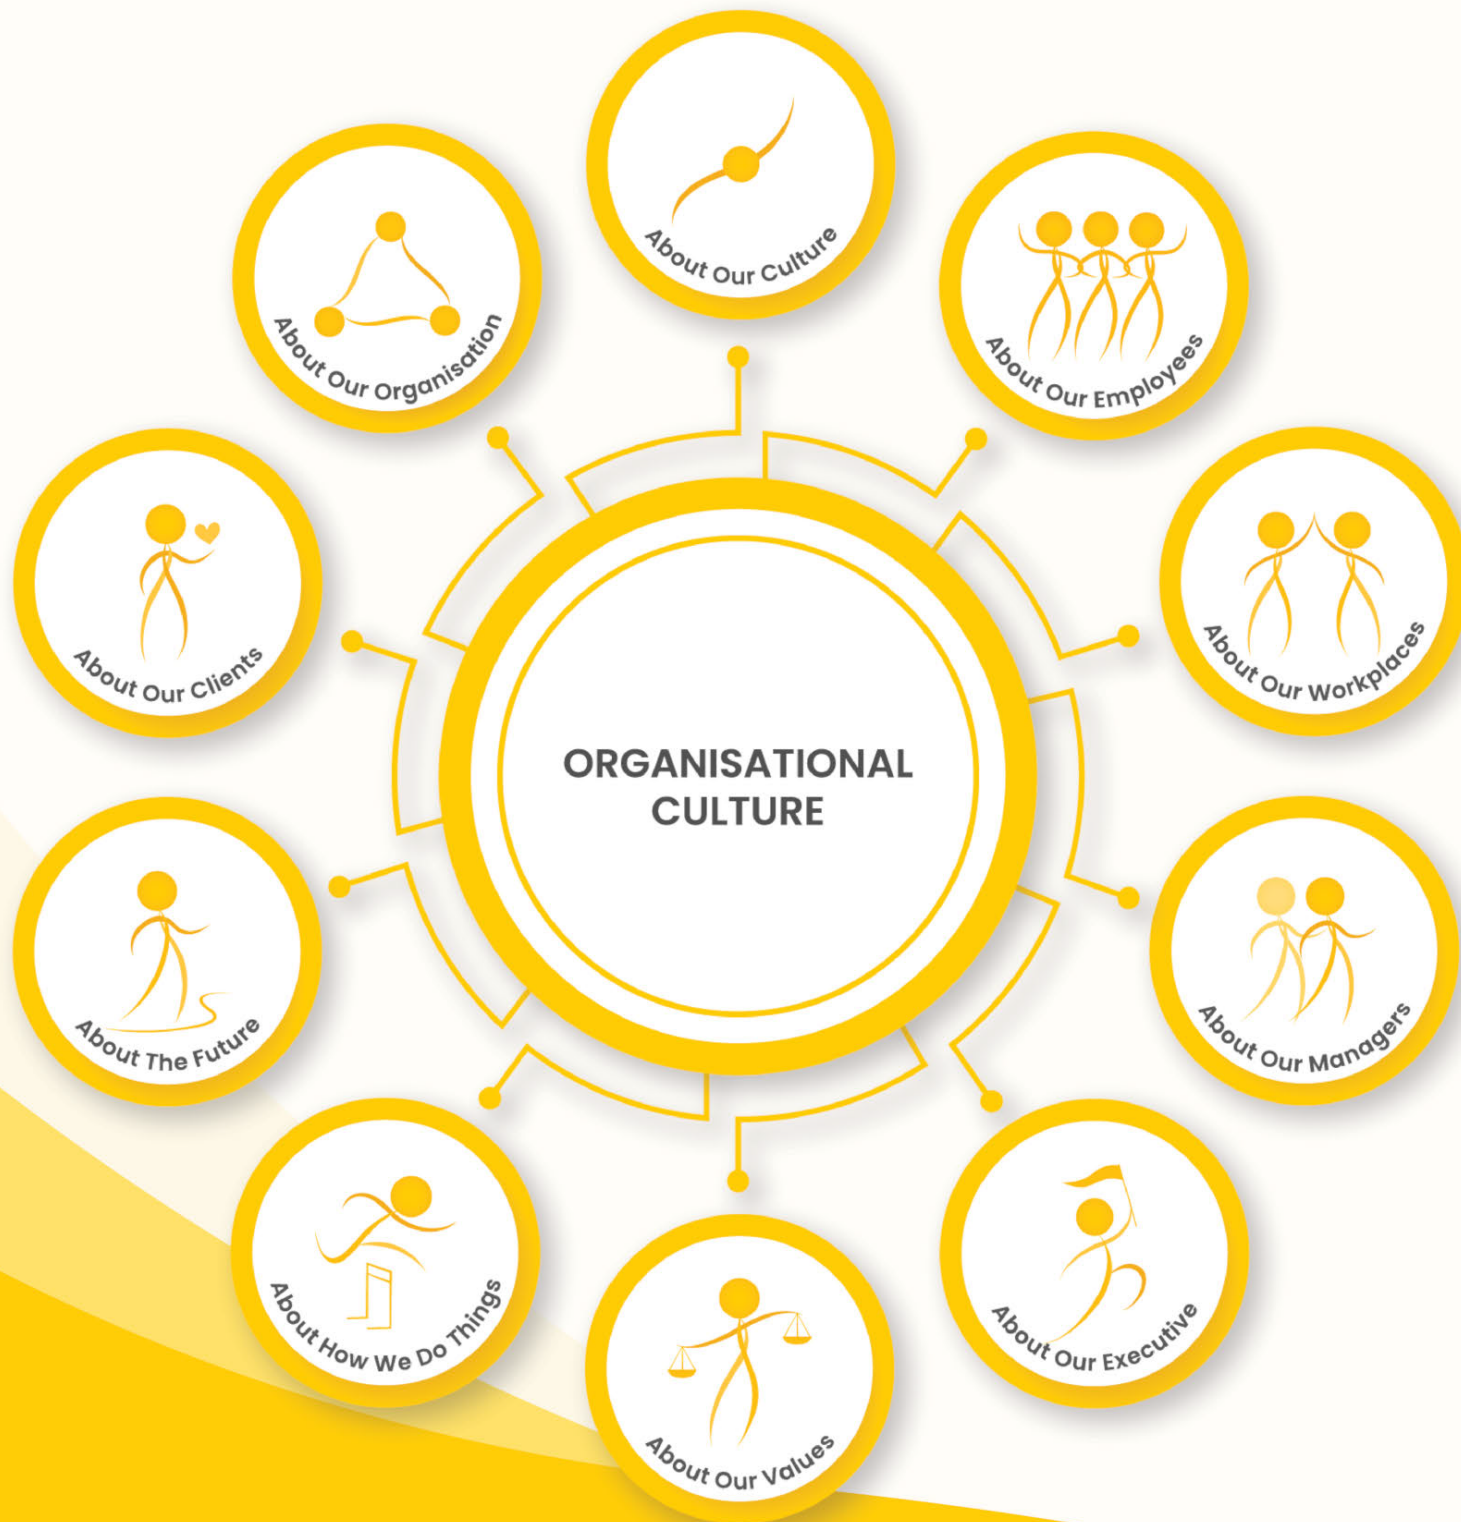 About Our Culture
About Our Employees
About Our Workplaces
About Our Managers
About Our Executive
About Our Values
About How We Do Things
About The Future
About Our Clients
About Our Organisation
ORGANISATIONAL
CULTURE